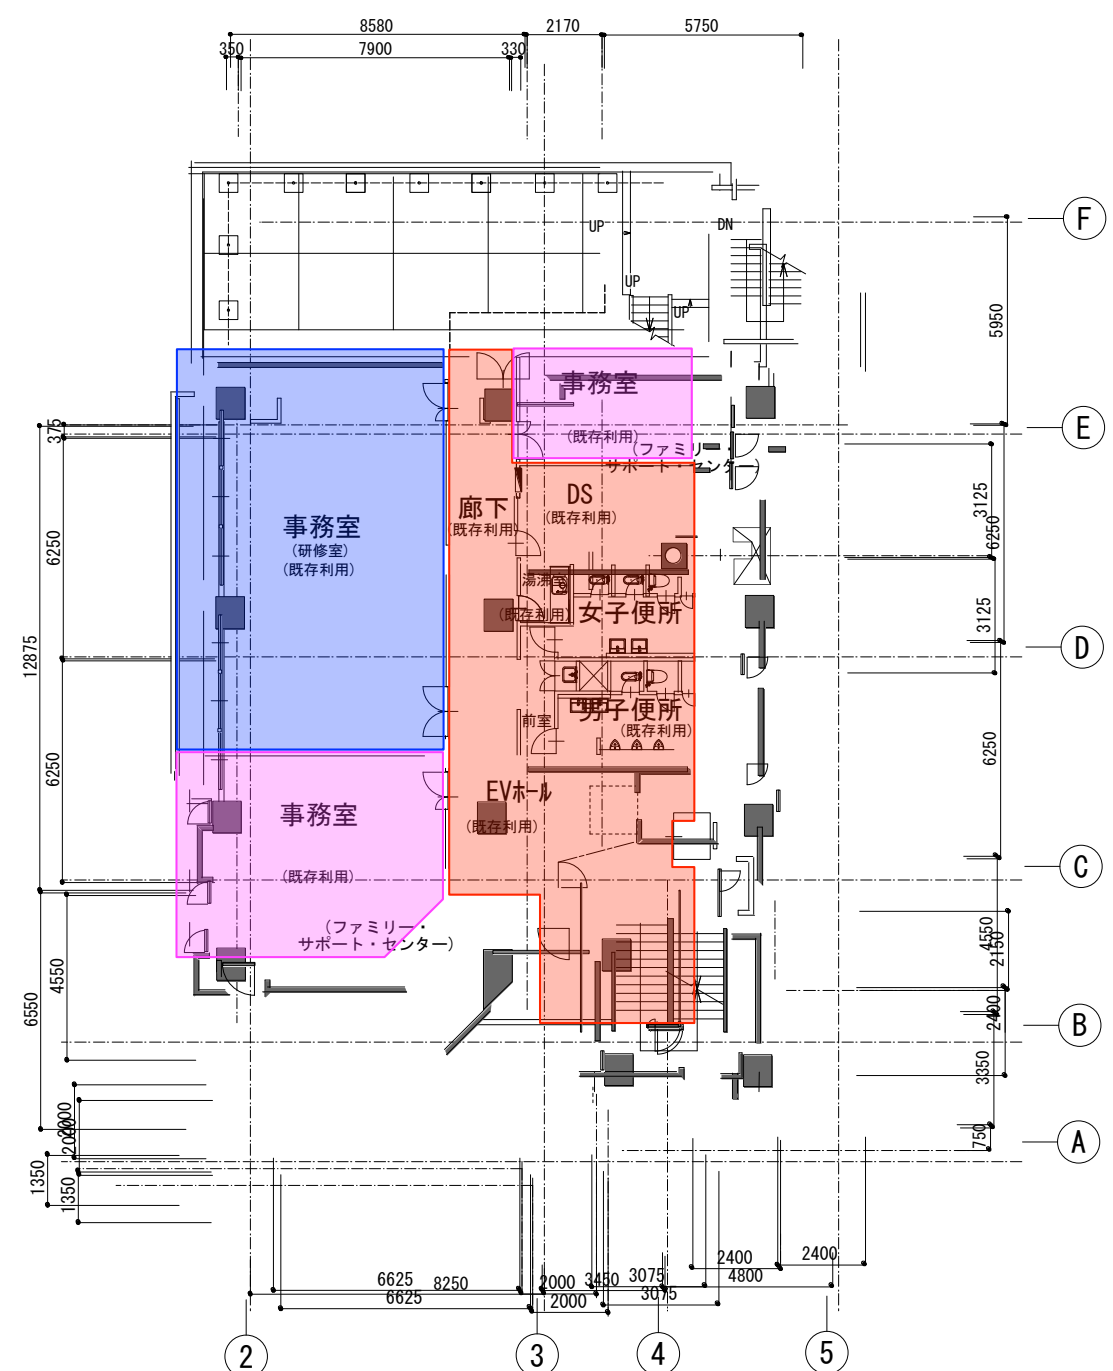 8580
2170
5750
350
7900
330
F
UP
DN
UP
UP
5950
事務室
(既存利用)
(ファミリー・
サポート・センター)
E
375
事務室
(研修室)
(既存利用)
廊下
(既存利用)
DS
(既存利用)
3125
6250
6250
湯沸室
(既存利用)
女子便所
3125
12875
D
前室
男子便所
(既存利用)
6250
6250
EVホール
(既存利用)
事務室
(既存利用)
(ファミリー・
サポート・センター)
C
4550
2150
4550
6550
2400
B
3350
2000
2000
750
A
1350
1350
2400
2400
6625
8250
2000
3450
3075
4800
6625
2000
3075
2
3
4
5